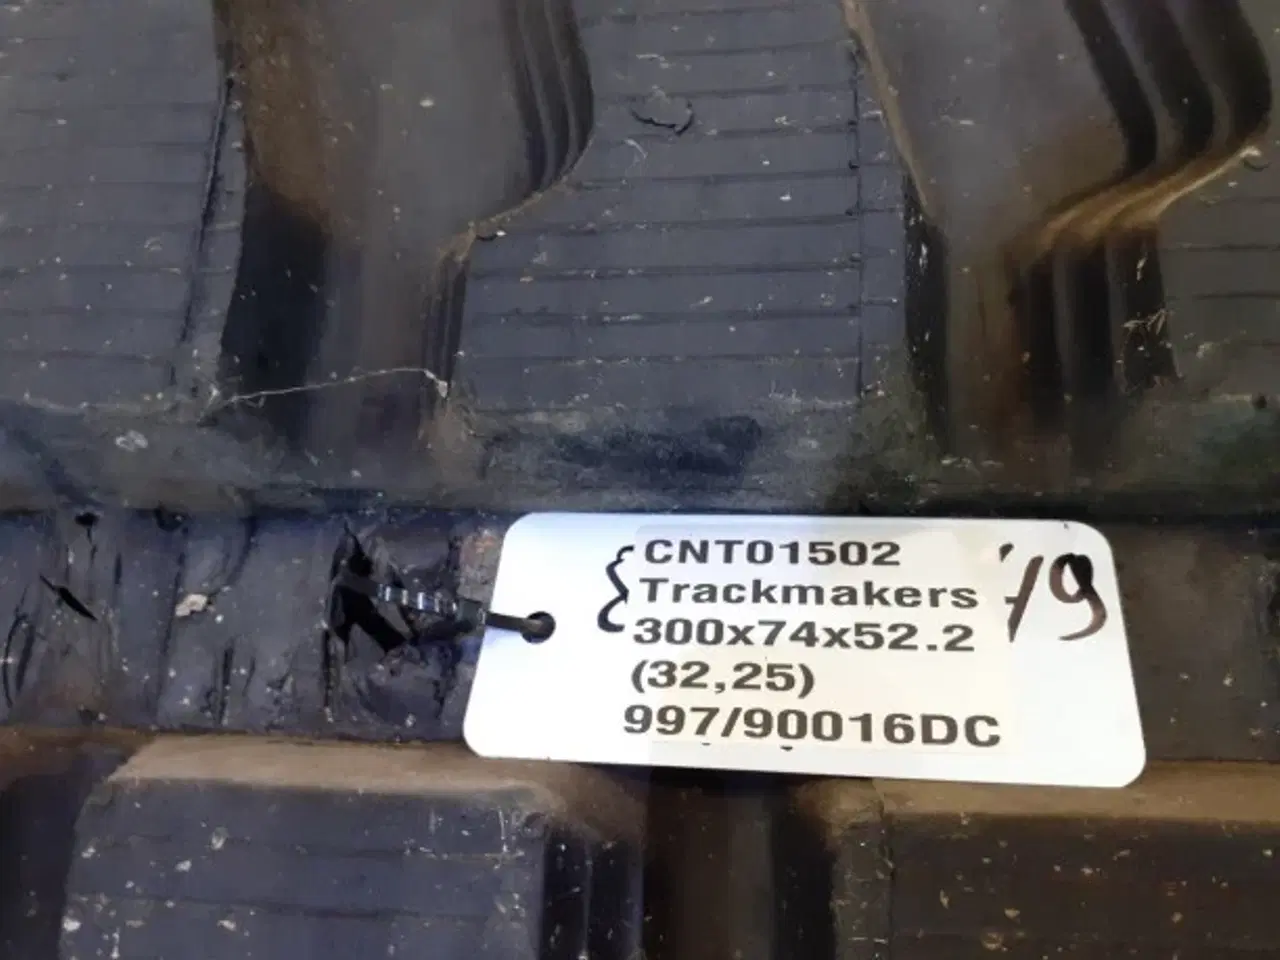 CNT01502
Trackmakers
300x74x52.2
(32,25)
997/90016DC
'19